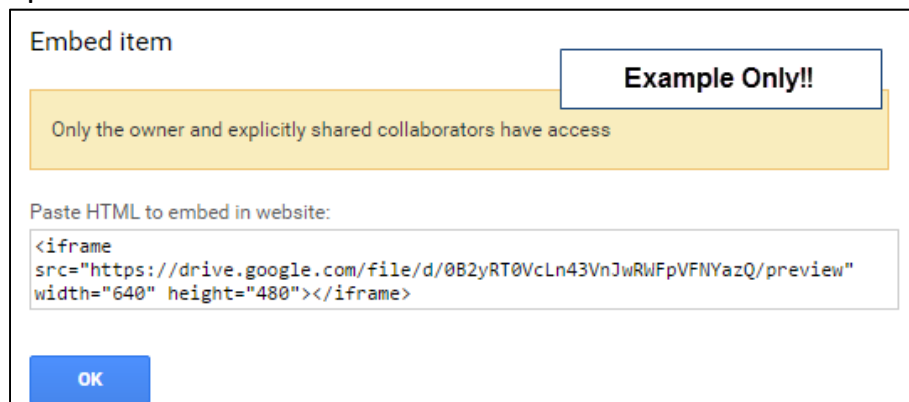 Embed item
Example Only!!
Only the owner and explicitly shared collaborators have access
Paste HTML to embed in website:
<iframe
src="https://drive.google.com/file/d/0B2yRT0VcLn43VnJwRWFpVFNYazQ/preview"
width="640" height="480"></iframe>
OK